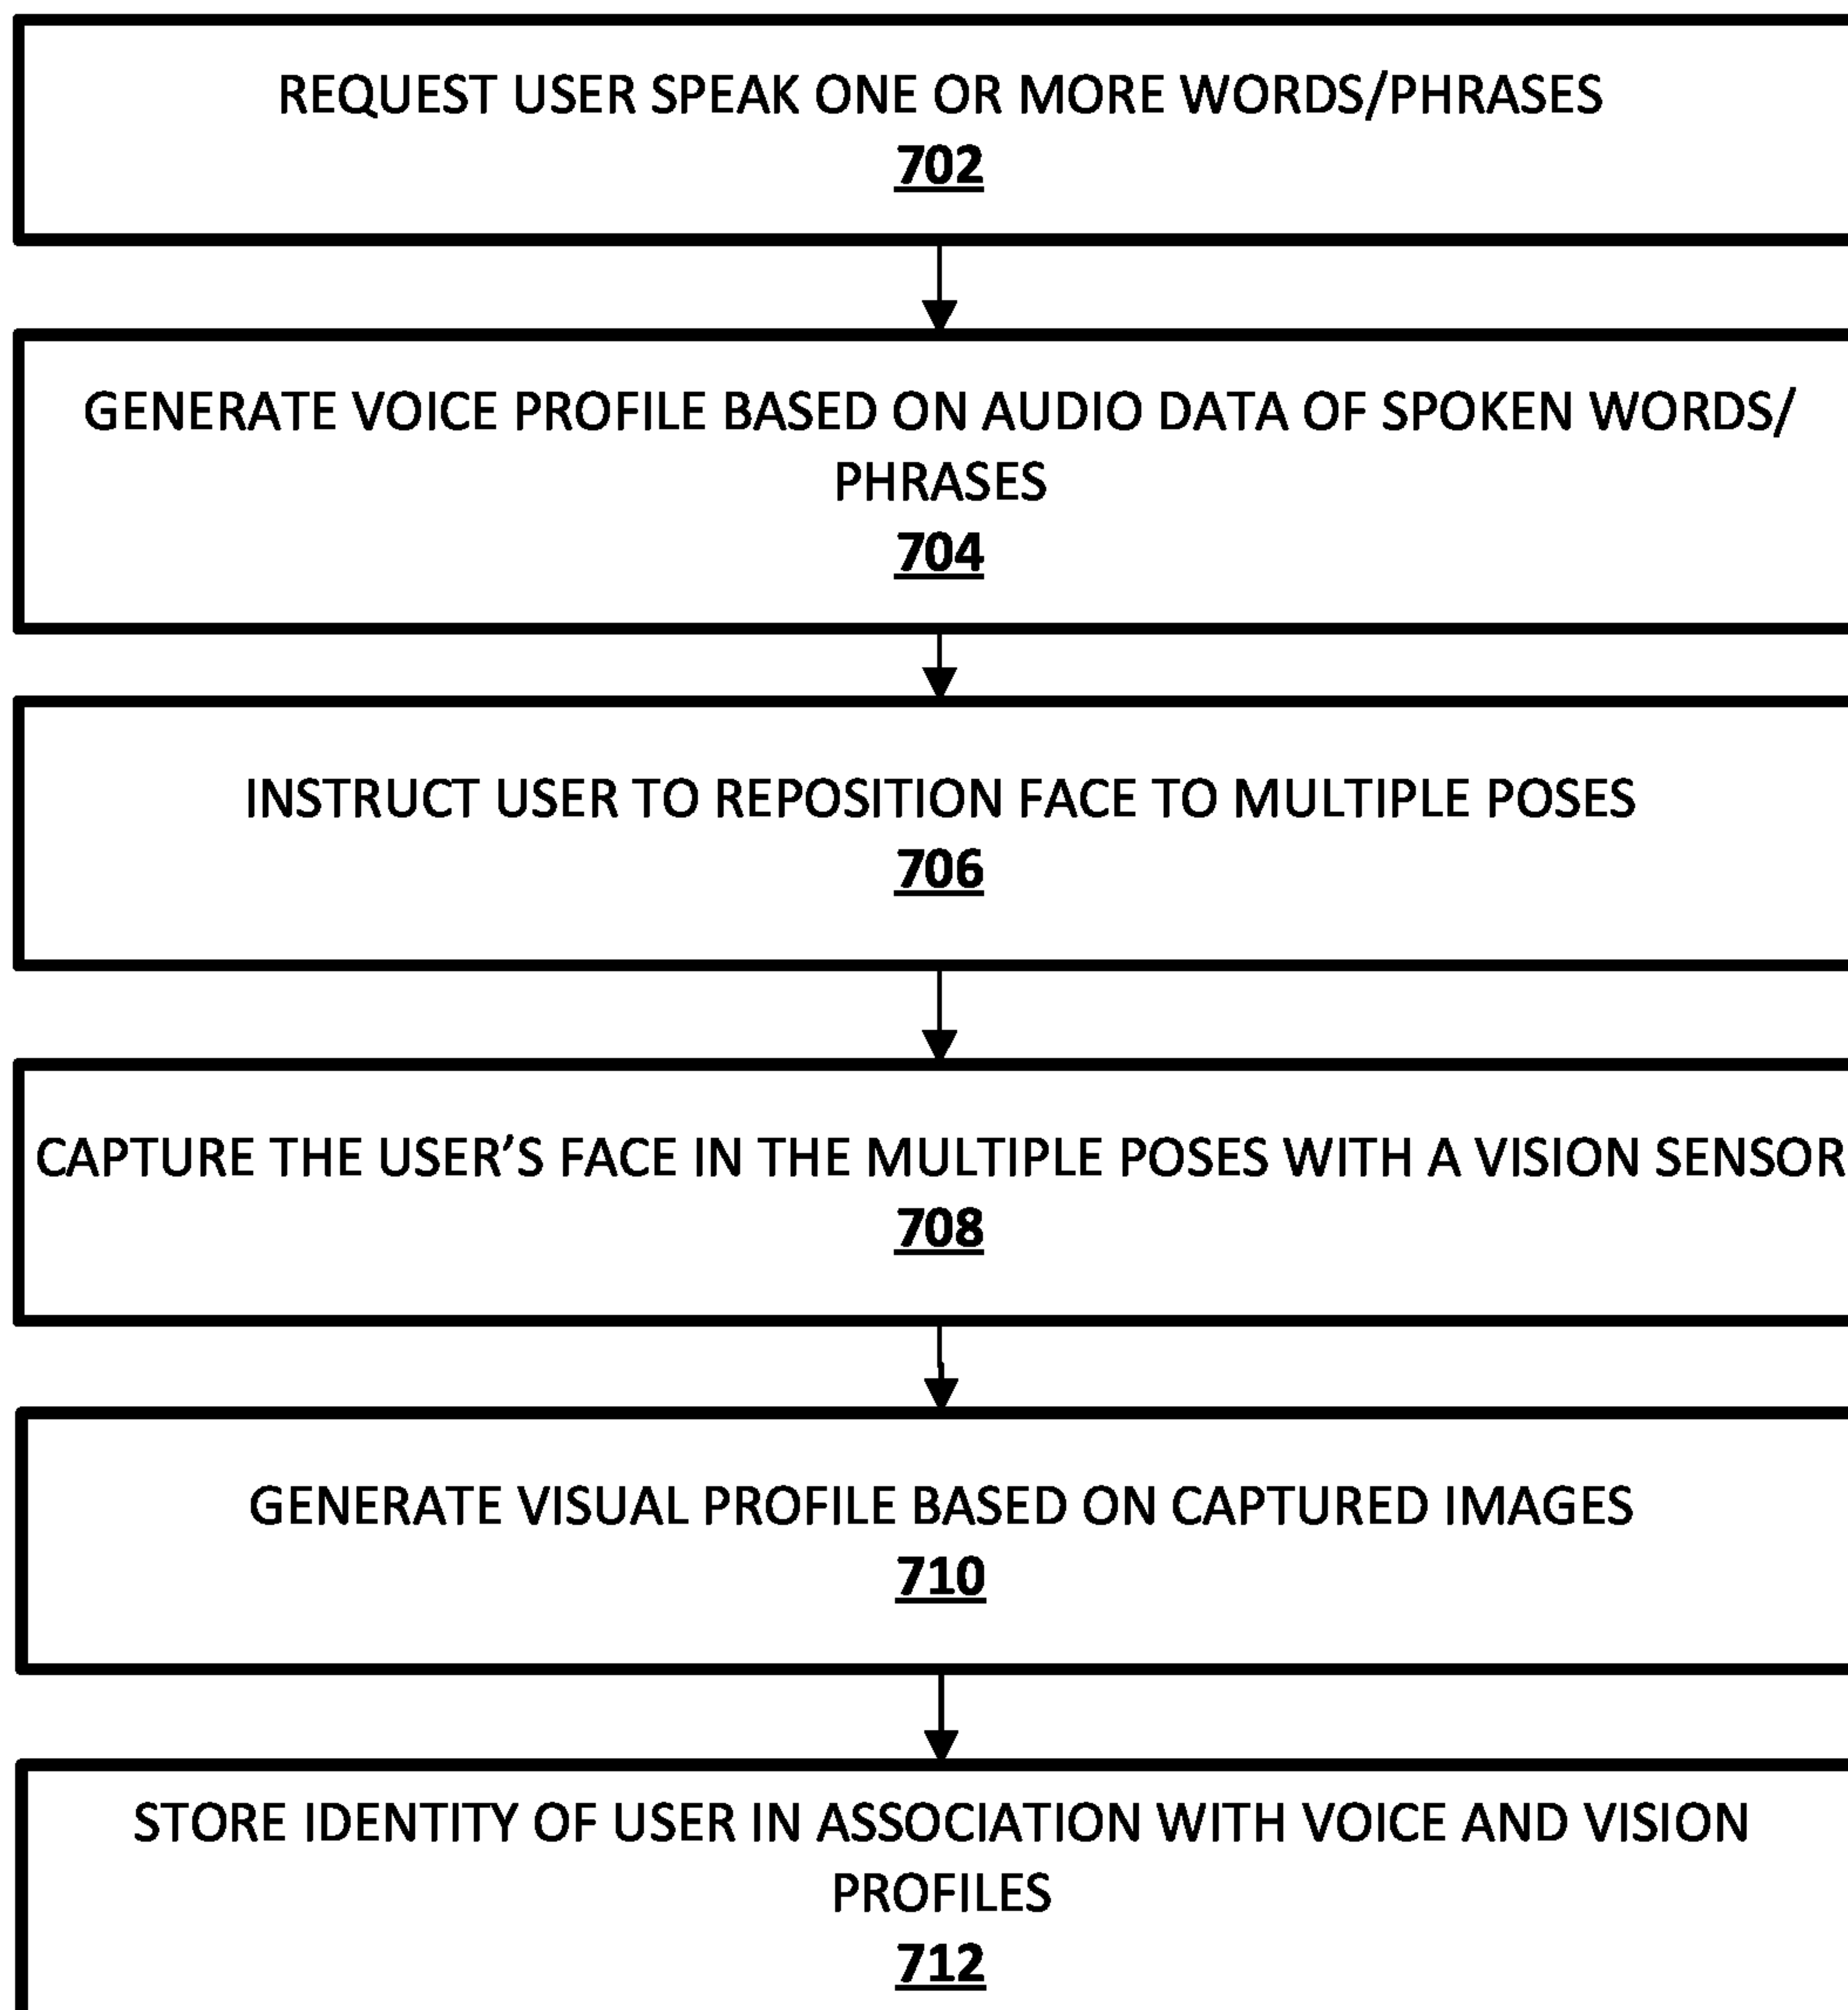 REQUEST USER SPEAK ONE OR MORE WORDS/PHRASES
702
GENERATE VOICE PROFILE BASED ON AUDIO DATA OF SPOKEN WORDS/
PHRASES
704
INSTRUCT USER TO REPOSITION FACE TO MULTIPLE POSES
706
CAPTURE THE USER’S FACE IN THE MULTIPLE POSES WITH A VISION SENSOR
708
GENERATE VISUAL PROFILE BASED ON CAPTURED IMAGES
710
STORE IDENTITY OF USER IN ASSOCIATION WITH VOICE AND VISION
PROFILES
712